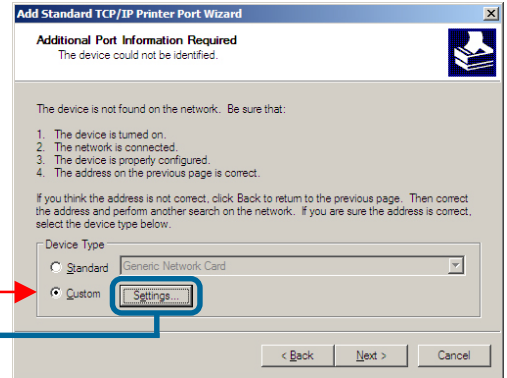 Add Standard TCP/IP Printer Port Wizard
Additional Port Information Required
The device could not be identified.
The device is not found on the network. Be sure that:
1. The device is turned on.
2. The network is connected.
3. The device is properly configured.
4. The address on the previous page is correct.
If you think the address is not correct, click Back to return to the previous page. Then correct
the address and perform another search on the network. If you are sure the address is correct,
select the device type below.
Device Type
Standard Generic Network Card
Custom Settings...
< Back Next > Cancel